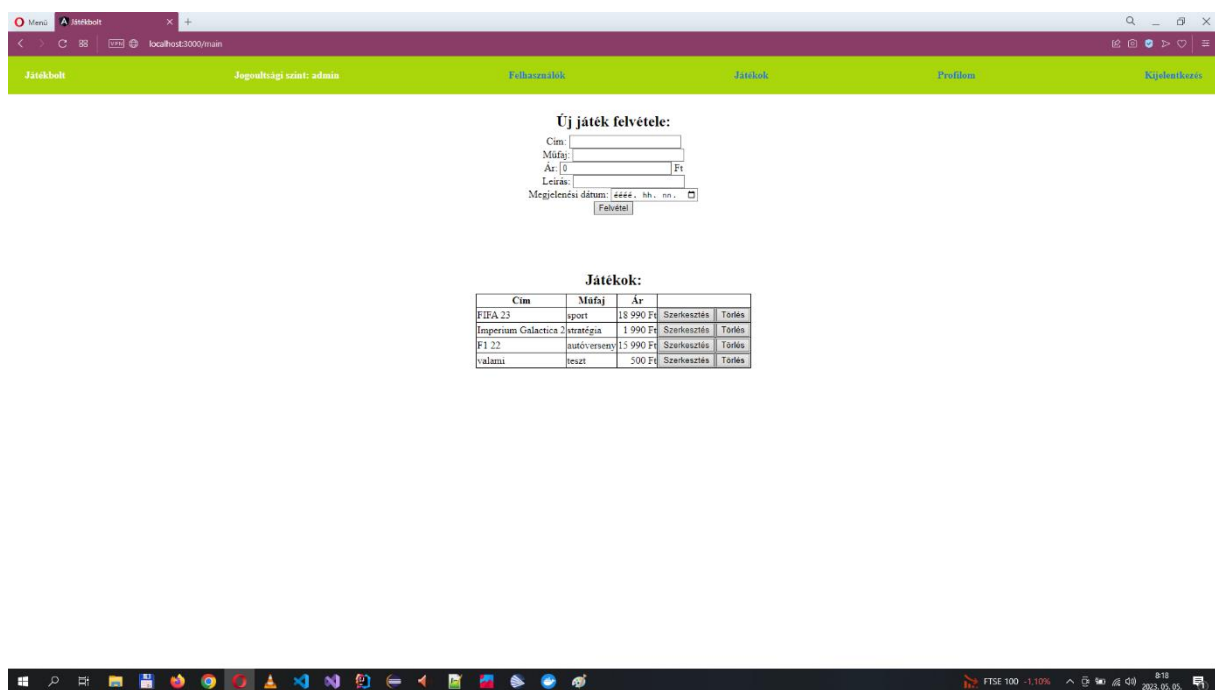 Menü Játékbolt
VPN localhost:3000/main
Játékbolt Jogoultsági szint: admin Felhasználók Játékok Profilom Kijelentkezés
Új játék felvétele:
Cím:
Műfaj:
Ár: 0 Ft
Leírás:
Megjelenési dátum: éééé. hh. nn.
Felvétel
Játékok:
Cím Műfaj Ár
FIFA 23 sport 18 990 Ft Szerkesztés Törlés
Imperium Galactica 2 stratégia 1 990 Ft Szerkesztés Törlés
F1 22 autóverseny 15 990 Ft Szerkesztés Törlés
valami teszt 500 Ft Szerkesztés Törlés
FTSE 100 -1,10% 8:18
2023. 05. 05.